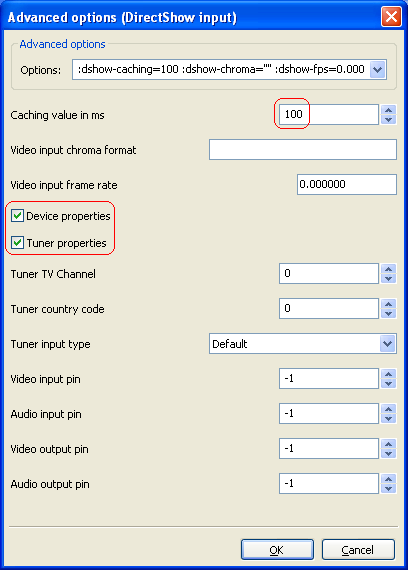 Advanced options (DirectShow input)
Advanced options
Options: :dshow-caching=100 :dshow-chroma="" :dshow-fps=0.000
Caching value in ms 100
Video input chroma format
Video input frame rate 0.000000
Device properties
Tuner properties
Tuner TV Channel 0
Tuner country code 0
Tuner input type Default
Video input pin -1
Audio input pin -1
Video output pin -1
Audio output pin -1
OK Cancel